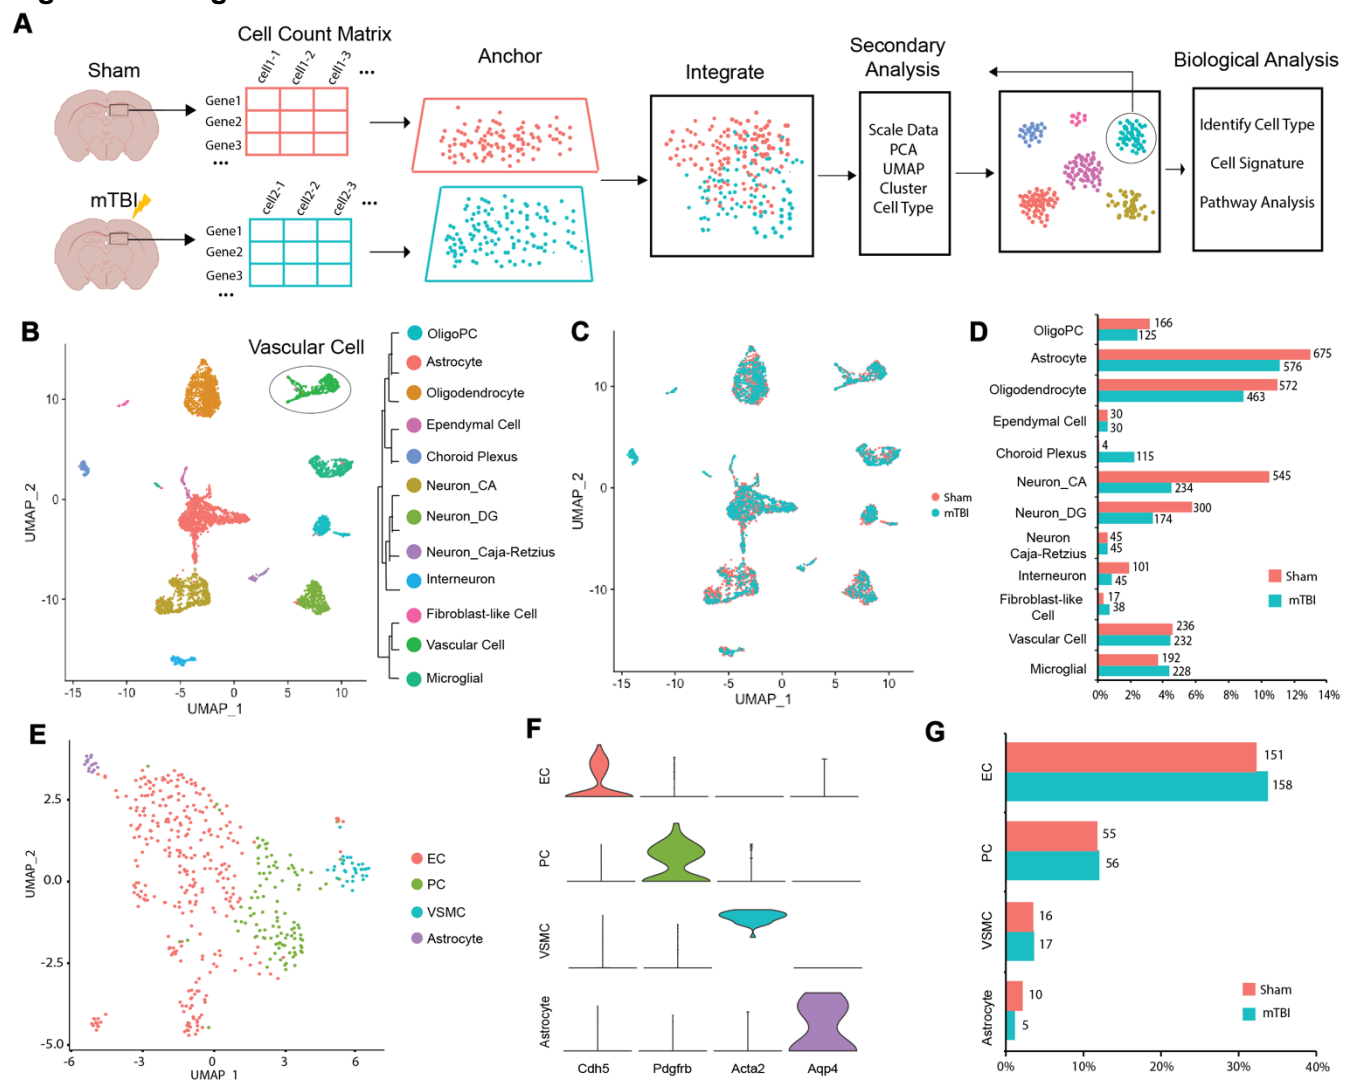 A
Sham
Cell Count Matrix
cell1-1
cell1-2
cell1-3
...
Gene1
Gene2
Gene3
...
mTBI
cell2-1
cell2-2
cell2-3
...
Gene1
Gene2
Gene3
...
Anchor
Integrate
Secondary
Analysis
Scale Data
PCA
UMAP
Cluster
Cell Type
Biological Analysis
Identify Cell Type
Cell Signature
Pathway Analysis
B
Vascular Cell
UMAP_2
10
0
-10
-15
-10
-5
0
5
10
UMAP_1
OligoPC
Astrocyte
Oligodendrocyte
Ependymal Cell
Choroid Plexus
Neuron_CA
Neuron_DG
Neuron_Caja-Retzius
Interneuron
Fibroblast-like Cell
Vascular Cell
Microglial
C
UMAP_2
10
0
-10
-15
-10
-5
0
5
10
UMAP_1
Sham
mTBI
D
OligoPC
166
125
Astrocyte
675
576
Oligodendrocyte
572
463
Ependymal Cell
30
30
Choroid Plexus
4
115
Neuron_CA
545
234
Neuron_DG
300
174
Neuron
Caja-Retzius
45
45
Interneuron
101
45
Fibroblast-like
Cell
17
38
Vascular Cell
236
232
Microglial
192
228
Sham
mTBI
0%
2%
4%
6%
8%
10%
12%
14%
E
UMAP_2
2.5
0.0
-2.5
-5.0
-6
-3
0
3
6
UMAP_1
EC
PC
VSMC
Astrocyte
F
EC
PC
VSMC
Astrocyte
Cdh5
Pdgfrb
Acta2
Aqp4
G
EC
151
158
PC
55
56
VSMC
16
17
Astrocyte
10
5
Sham
mTBI
0%
10%
20%
30%
40%